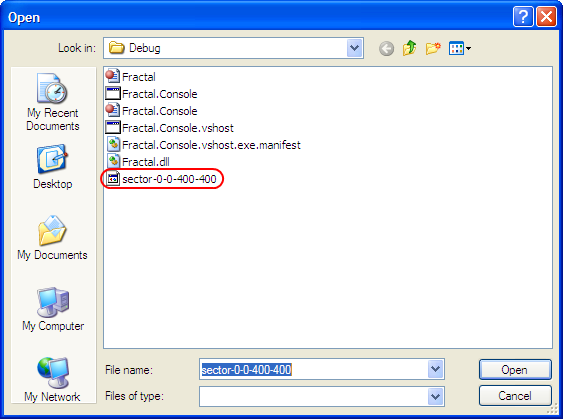 Open
Look in: Debug
My Recent
Documents
Desktop
My Documents
My Computer
My Network
Fractal
Fractal.Console
Fractal.Console
Fractal.Console.vshost
Fractal.Console.vshost.exe.manifest
Fractal.dll
sector-0-0-400-400
File name: sector-0-0-400-400 Open
Files of type: Cancel